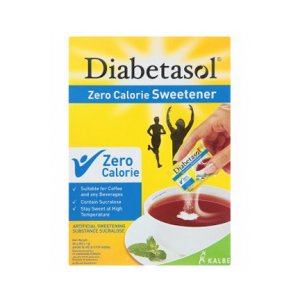 Diabetasol®
Zero Calorie Sweetener
Zero
Calorie
Suitable for Coffee
and any Beverages
Contain Sucralose
Stay Sweet at High
Temperature
ARTIFICIAL SWEETENING
SUBSTANCE SUCRALOSE
Diabetasol
KALBE